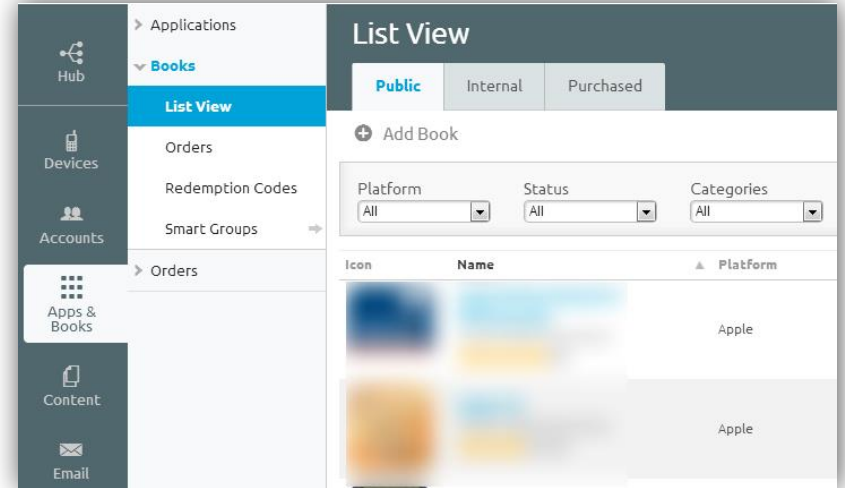 Hub
Devices
Accounts
Apps &
Books
Content
Email
Applications
Books
List View
Orders
Redemption Codes
Smart Groups
Orders
List View
Public Internal Purchased
Add Book
Platform Status Categories
All All All
Icon Name Platform
Apple
Apple